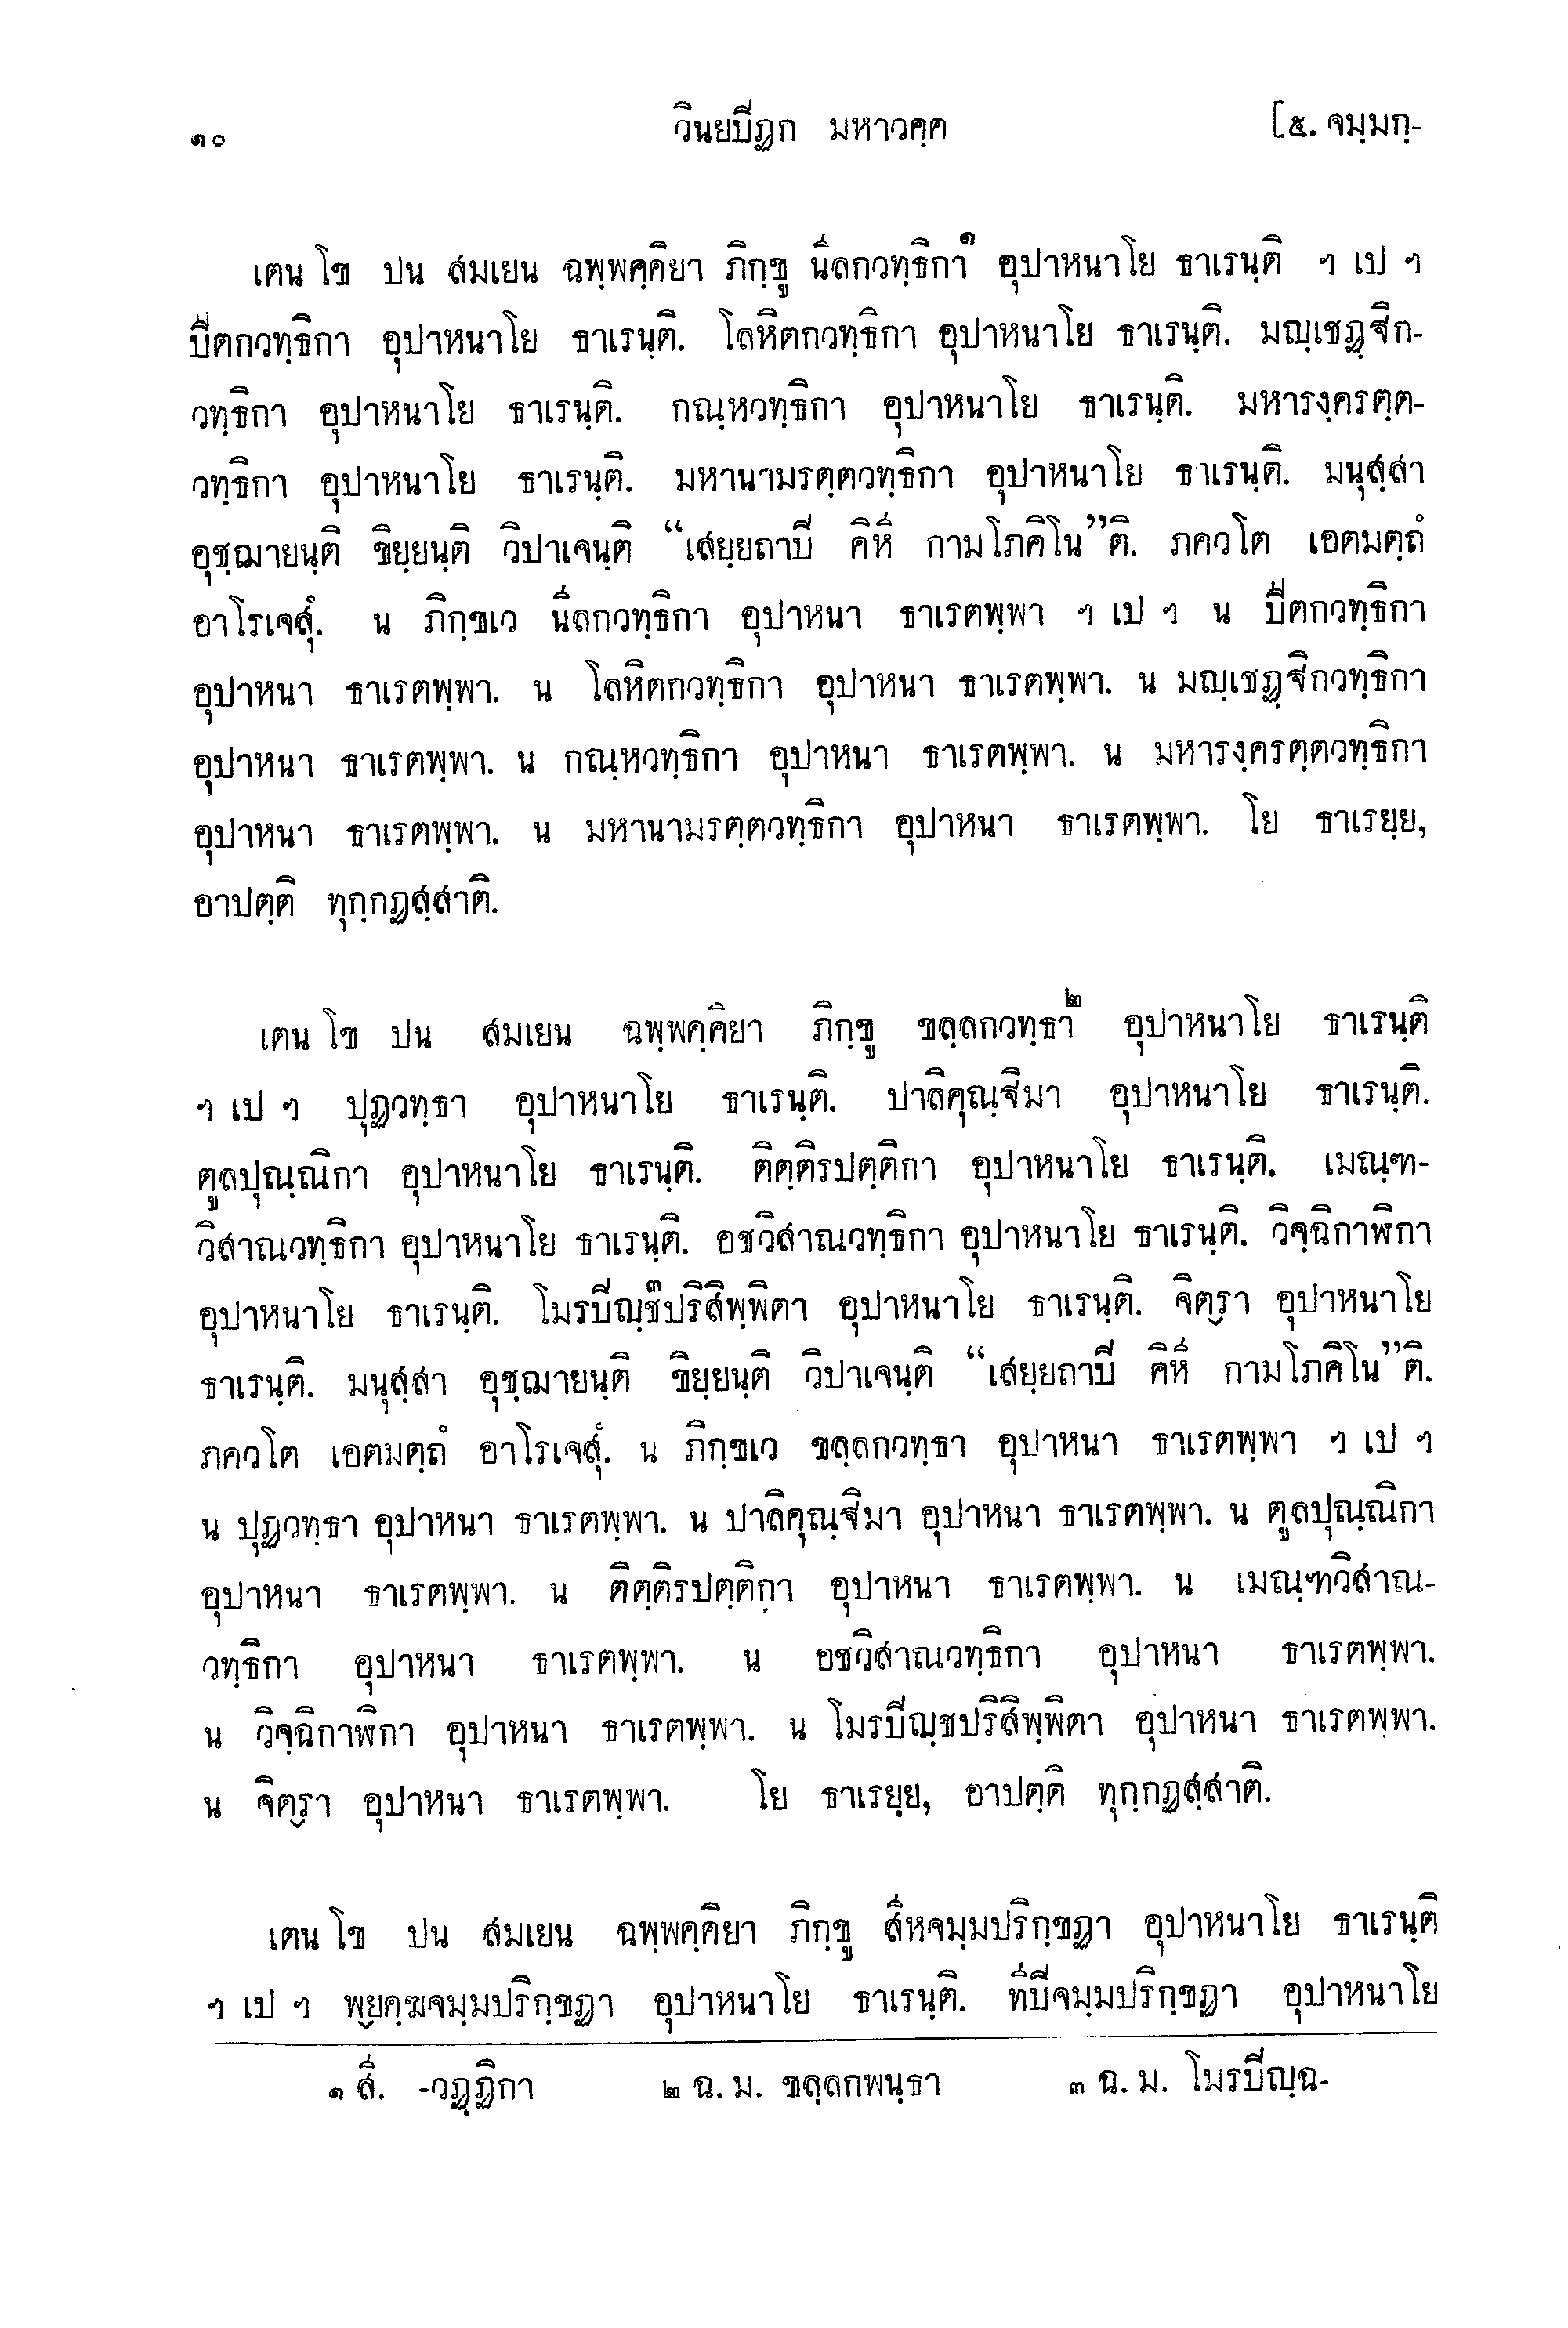 ๑๐ วินยปิฏก มหาวคฺค [๕. จมฺมกฺ-
เตน โข ปน สมเยน ฉพฺพคฺคิยา ภิกฺขู นีลกวทฺธิกา๑ อุปาหนาโย ธาเรนฺติ ฯ เป ฯ
ปีตกวทฺธิกา อุปาหนาโย ธาเรนฺติ. โลหิตกวทฺธิกา อุปาหนาโย ธาเรนฺติ. มญฺเชฏฺฐิก-
วทฺธิกา อุปาหนาโย ธาเรนฺติ. กณฺหวทฺธิกา อุปาหนาโย ธาเรนฺติ. มหารงฺครตฺต-
วทฺธิกา อุปาหนาโย ธาเรนฺติ. มหานามรตฺตวทฺธิกา อุปาหนาโย ธาเรนฺติ. มนุสฺสา
อุชฺฌายนฺติ ขิยฺยนฺติ วิปาเจนฺติ “เสยฺยถาปี คิหี กามโภคิโน”ติ. ภควโต เอตมตฺถํ
อาโรเจสุํ. น ภิกฺขเว นีลกวทฺธิกา อุปาหนา ธาเรตพฺพา ฯ เป ฯ น ปีตกวทฺธิกา
อุปาหนา ธาเรตพฺพา. น โลหิตกวทฺธิกา อุปาหนา ธาเรตพฺพา. น มญฺเชฏฺฐิกวทฺธิกา
อุปาหนา ธาเรตพฺพา. น กณฺหวทฺธิกา อุปาหนา ธาเรตพฺพา. น มหารงฺครตฺตวทฺธิกา
อุปาหนา ธาเรตพฺพา. น มหานามรตฺตวทฺธิกา อุปาหนา ธาเรตพฺพา. โย ธาเรยฺย,
อาปตฺติ ทุกฺกฏสฺสาติ.
เตน โข ปน สมเยน ฉพฺพคฺคิยา ภิกฺขู ขลฺลกวทฺธา๒ อุปาหนาโย ธาเรนฺติ
ฯ เป ฯ ปุฏวทฺธา อุปาหนาโย ธาเรนฺติ. ปาลิคุณฺฐิมา อุปาหนาโย ธาเรนฺติ.
ตูลปุณฺณิกา อุปาหนาโย ธาเรนฺติ. ติตฺติรปตฺติกา อุปาหนาโย ธาเรนฺติ. เมณฺฑ-
วิสาณวทฺธิกา อุปาหนาโย ธาเรนฺติ. อชวิสาณวทฺธิกา อุปาหนาโย ธาเรนฺติ. วิจฺฉิกาฬิกา
อุปาหนาโย ธาเรนฺติ. โมรปีญฺช๓ปริสิพฺพิตา อุปาหนาโย ธาเรนฺติ. จิตฺรา อุปาหนาโย
ธาเรนฺติ. มนุสฺสา อุชฺฌายนฺติ ขิยฺยนฺติ วิปาเจนฺติ “เสยฺยถาปี คิหี กามโภคิโน”ติ.
ภควโต เอตมตฺถํ อาโรเจสุํ. น ภิกฺขเว ขลฺลกวทฺธา อุปาหนา ธาเรตพฺพา ฯ เป ฯ
น ปุฏวทฺธา อุปาหนา ธาเรตพฺพา. น ปาลิคุณฺฐิมา อุปาหนา ธาเรตพฺพา. น ตูลปุณฺณิกา
อุปาหนา ธาเรตพฺพา. น ติตฺติรปตฺติกา อุปาหนา ธาเรตพฺพา. น เมณฺฑวิสาณ-
วทฺธิกา อุปาหนา ธาเรตพฺพา. น อชวิสาณวทฺธิกา อุปาหนา ธาเรตพฺพา.
น วิจฺฉิกาฬิกา อุปาหนา ธาเรตพฺพา. น โมรปีญฺชปริสิพฺพิตา อุปาหนา ธาเรตพฺพา.
น จิตฺรา อุปาหนา ธาเรตพฺพา. โย ธาเรยฺย, อาปตฺติ ทุกฺกฏสฺสาติ.
เตน โข ปน สมเยน ฉพฺพคฺคิยา ภิกฺขู สีหจมฺมปริกฺขฏา อุปาหนาโย ธาเรนฺติ
ฯ เป ฯ พฺยคฺฆจมฺมปริกฺขฏา อุปาหนาโย ธาเรนฺติ. ทีปิจมฺมปริกฺขฏา อุปาหนาโย
๑ สี. -วฏฺฏิกา ๒ ฉ. ม. ขลฺลกพนฺธา ๓ ฉ. ม. โมรปีญฺฉ-